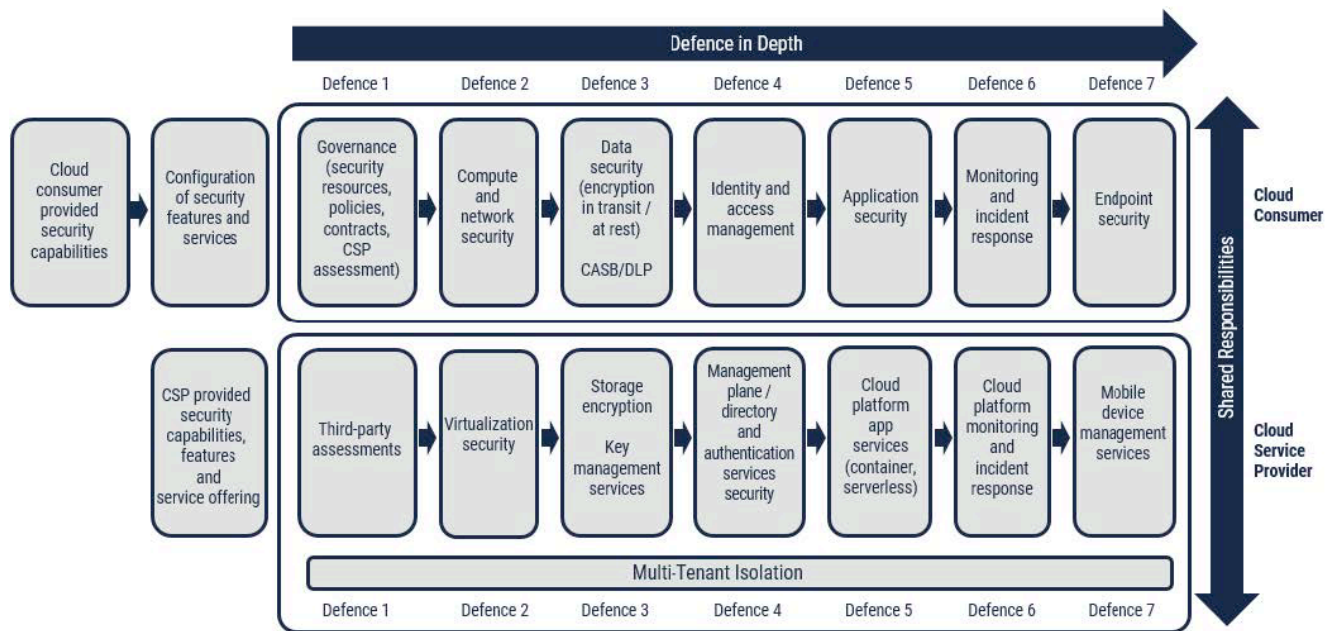 Defence in Depth
Defence 1
Defence 2
Defence 3
Defence 4
Defence 5
Defence 6
Defence 7
Cloud
consumer
provided
security
capabilities
Configuration
of security
features and
services
Governance
(security
resources,
policies,
contracts,
CSP
assessment)
Compute
and
network
security
Data
security
(encryption
in transit /
at rest)
CASB/DLP
Identity and
access
management
Application
security
Monitoring
and
incident
response
Endpoint
security
Cloud
Consumer
Shared Responsibilities
CSP provided
security
capabilities,
features
and
service offering
Third-party
assessments
Virtualization
security
Storage
encryption
Key
management
services
Management
plane /
directory
and
authentication
services
security
Cloud
platform
app
services
(container,
serverless)
Cloud
platform
monitoring
and
incident
response
Mobile
device
management
services
Cloud
Service
Provider
Multi-Tenant Isolation
Defence 1
Defence 2
Defence 3
Defence 4
Defence 5
Defence 6
Defence 7